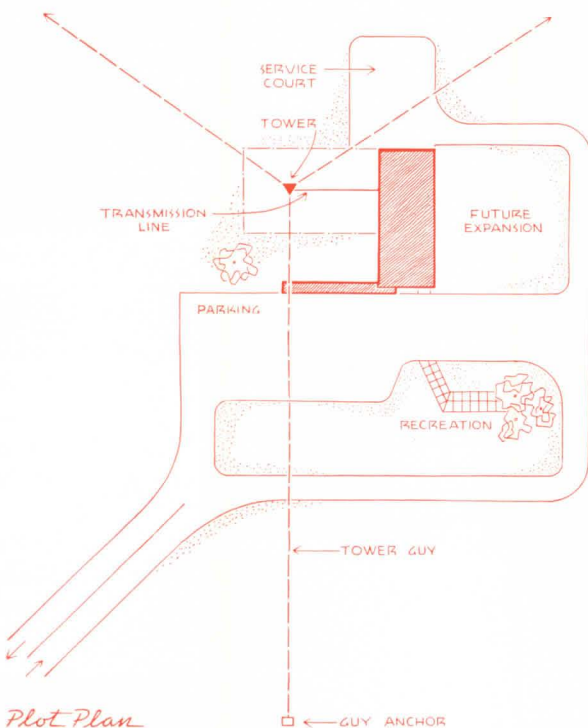 SERVICE
COURT
TOWER
TRANSMISSION
LINE
FUTURE
EXPANSION
PARKING
RECREATION
TOWER GUY
Plot Plan
GUY ANCHOR